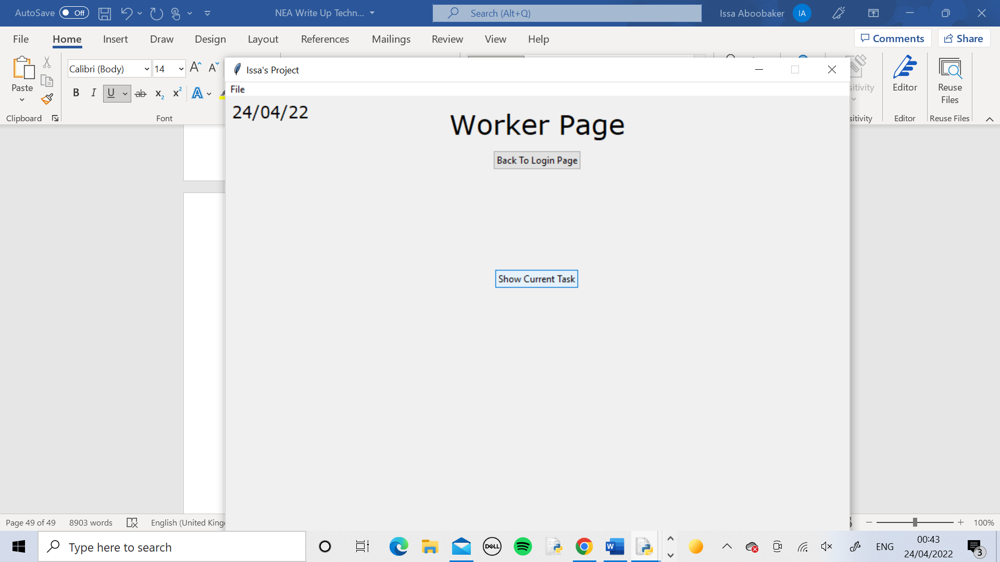 AutoSave Off NEA Write Up Techn... Search (Alt+Q) Issa Aboobaker IA
File Home Insert Draw Design Layout References Mailings Review View Help Comments Share
Calibri (Body) 14
Paste
B I U ab x2 x2 A
Clipboard Font
Editor Reuse
Files
Editor Reuse Files
Issa's Project
File
24/04/22
Worker Page
Back To Login Page
Show Current Task
Page 49 of 49 8903 words English (United King 100%
Type here to search DELL W ENG 00:43
24/04/2022 3